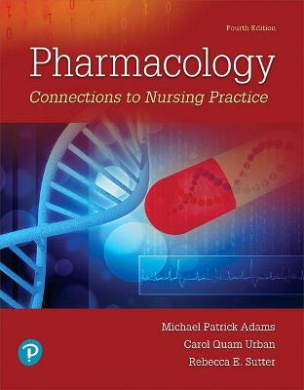 Fourth Edition
Pharmacology
Connections to Nursing Practice
Michael Patrick Adams
Carol Quam Urban
Rebecca E. Sutter
P